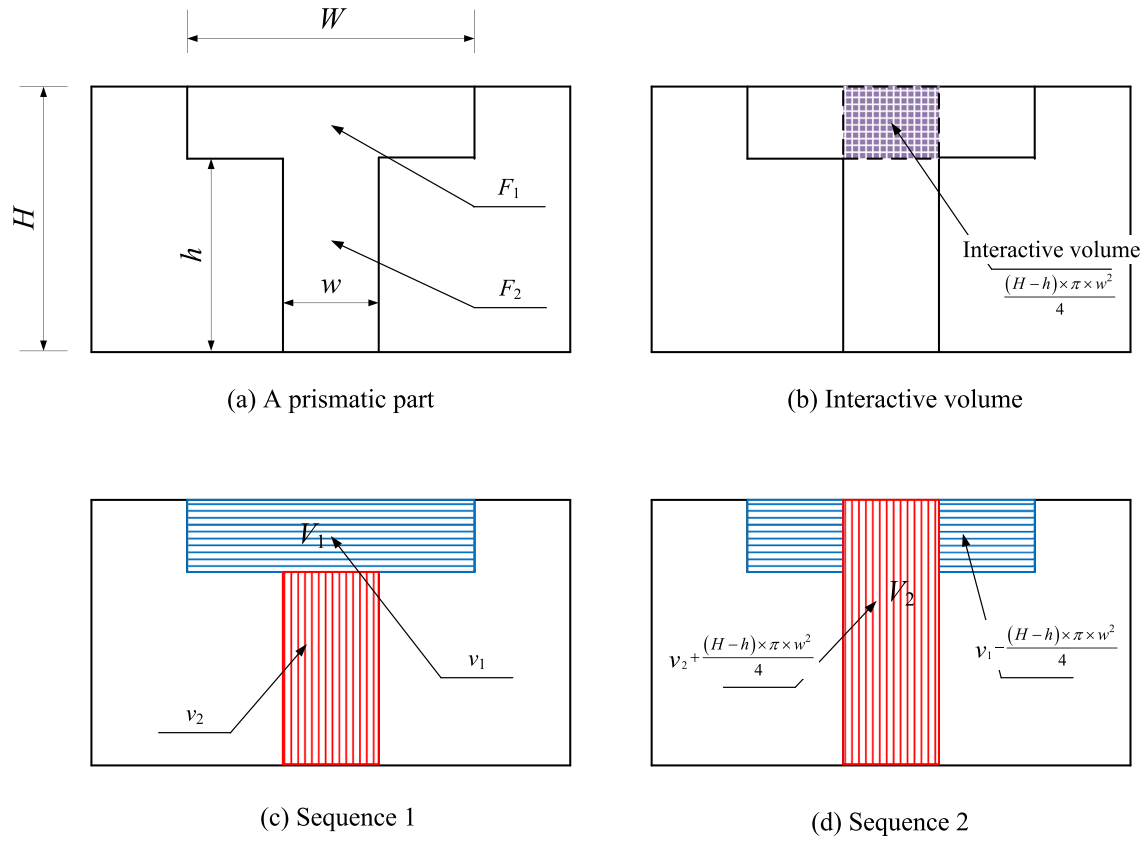 W
H
h
w
F₁
F₂
(a) A prismatic part
Interactive volume
(H−h)×π×w²
4
(b) Interactive volume
V₁
v₁
v₂
(c) Sequence 1
V₂
v₂+(H−h)×π×w²
4
v₁−(H−h)×π×w²
4
(d) Sequence 2